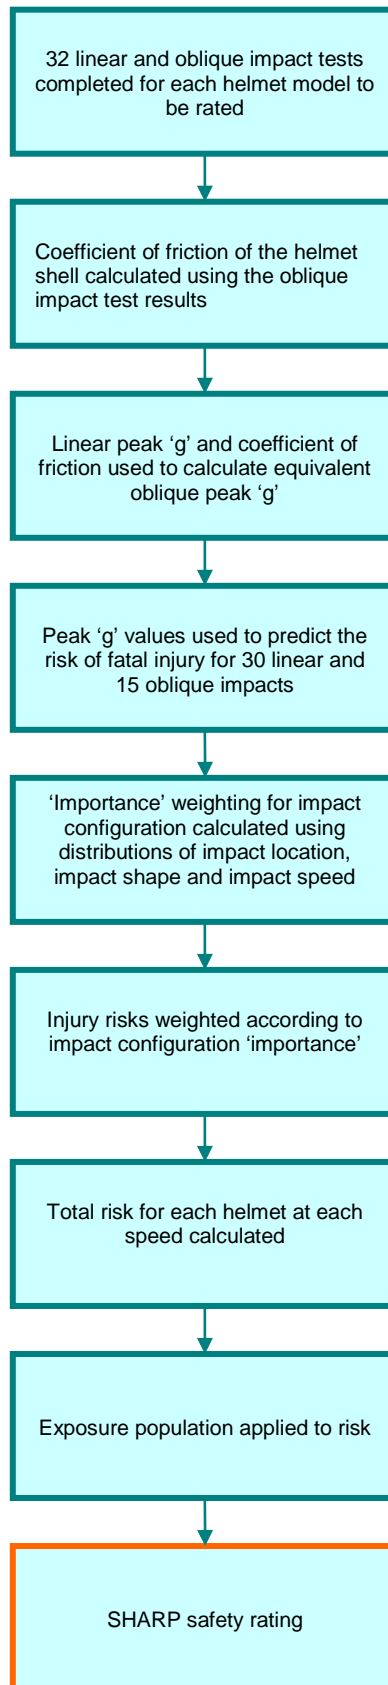 32 linear and oblique impact tests
completed for each helmet model to
be rated
Coefficient of friction of the helmet
shell calculated using the oblique
impact test results
Linear peak ‘g’ and coefficient of
friction used to calculate equivalent
oblique peak ‘g’
Peak ‘g’ values used to predict the
risk of fatal injury for 30 linear and
15 oblique impacts
‘Importance’ weighting for impact
configuration calculated using
distributions of impact location,
impact shape and impact speed
Injury risks weighted according to
impact configuration ‘importance’
Total risk for each helmet at each
speed calculated
Exposure population applied to risk
SHARP safety rating